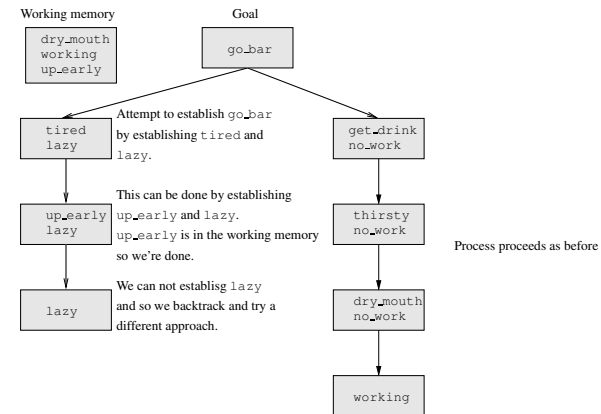 Working memory
Goal
dry_mouth
working
up_early
go_bar
tired
lazy
Attempt to establish go_bar
by establishing tired and
lazy.
get_drink
no_work
up_early
lazy
This can be done by establishing
up_early and lazy.
up_early is in the working memory
so we're done.
thirsty
no_work
Process proceeds as before
lazy
We can not establisg lazy
and so we backtrack and try a
different approach.
dry_mouth
no_work
working